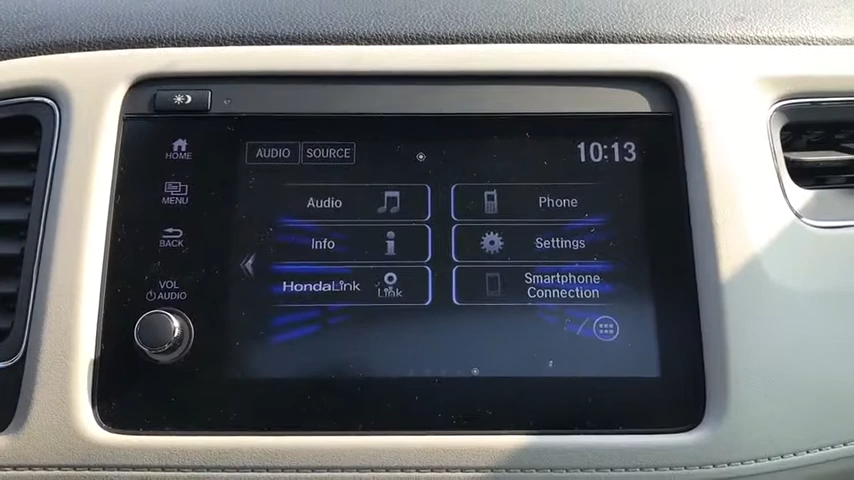 HOME
MENU
BACK
VOL
AUDIO
AUDIO SOURCE
10:13
Audio
Phone
Info
Settings
HondaLink
Link
Smartphone
Connection